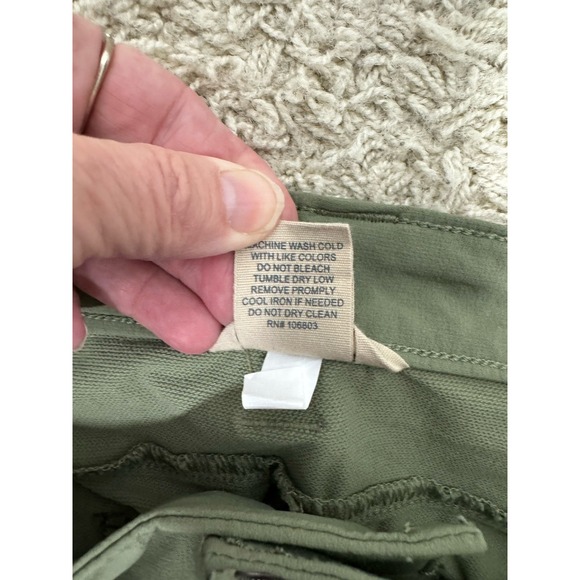 MACHINE WASH COLD
WITH LIKE COLORS
DO NOT BLEACH
TUMBLE DRY LOW
REMOVE PROMPLY
COOL IRON IF NEEDED
DO NOT DRY CLEAN
RN# 106803